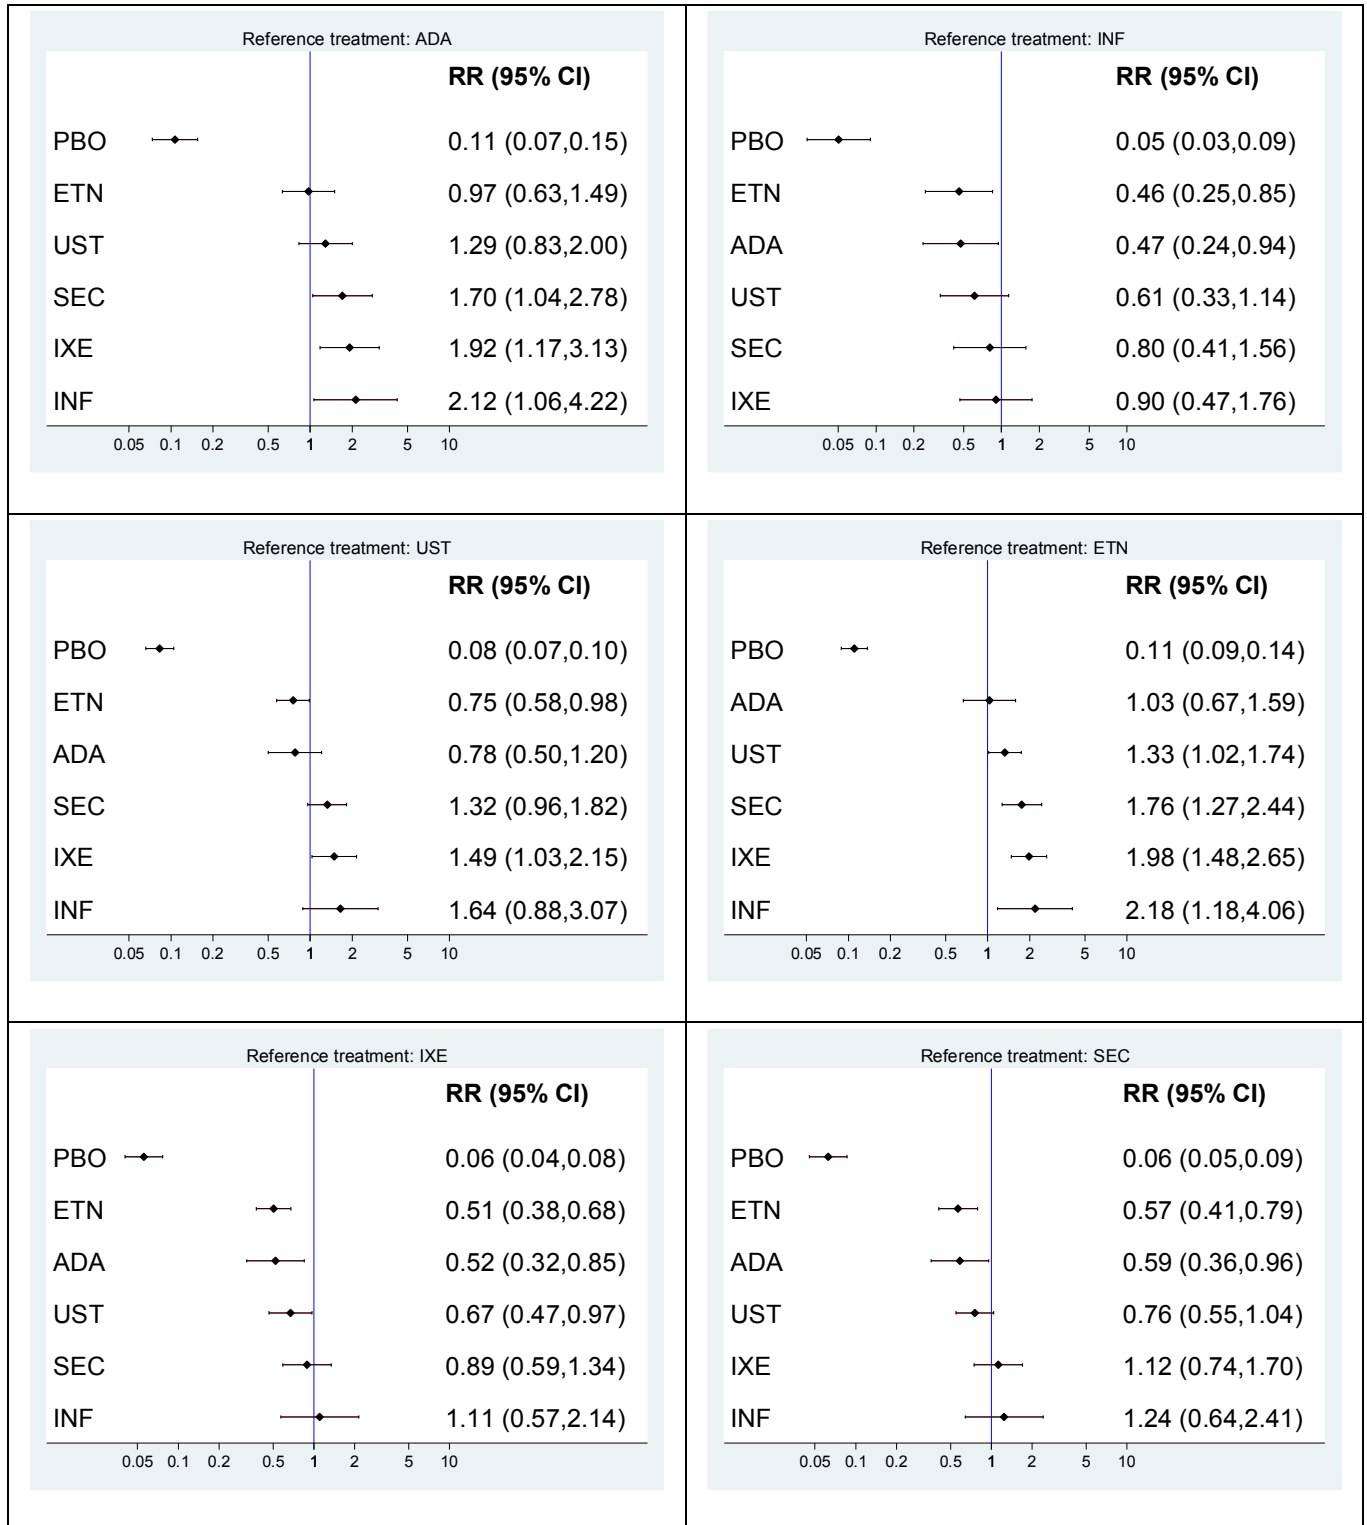 Reference treatment: ADA
RR (95% CI)
PBO 0.11 (0.07,0.15)
ETN 0.97 (0.63,1.49)
UST 1.29 (0.83,2.00)
SEC 1.70 (1.04,2.78)
IXE 1.92 (1.17,3.13)
INF 2.12 (1.06,4.22)
0.05 0.1 0.2 0.5 1 2 5 10
Reference treatment: INF
RR (95% CI)
PBO 0.05 (0.03,0.09)
ETN 0.46 (0.25,0.85)
ADA 0.47 (0.24,0.94)
UST 0.61 (0.33,1.14)
SEC 0.80 (0.41,1.56)
IXE 0.90 (0.47,1.76)
0.05 0.1 0.2 0.5 1 2 5 10
Reference treatment: UST
RR (95% CI)
PBO 0.08 (0.07,0.10)
ETN 0.75 (0.58,0.98)
ADA 0.78 (0.50,1.20)
SEC 1.32 (0.96,1.82)
IXE 1.49 (1.03,2.15)
INF 1.64 (0.88,3.07)
0.05 0.1 0.2 0.5 1 2 5 10
Reference treatment: ETN
RR (95% CI)
PBO 0.11 (0.09,0.14)
ADA 1.03 (0.67,1.59)
UST 1.33 (1.02,1.74)
SEC 1.76 (1.27,2.44)
IXE 1.98 (1.48,2.65)
INF 2.18 (1.18,4.06)
0.05 0.1 0.2 0.5 1 2 5 10
Reference treatment: IXE
RR (95% CI)
PBO 0.06 (0.04,0.08)
ETN 0.51 (0.38,0.68)
ADA 0.52 (0.32,0.85)
UST 0.67 (0.47,0.97)
SEC 0.89 (0.59,1.34)
INF 1.11 (0.57,2.14)
0.05 0.1 0.2 0.5 1 2 5 10
Reference treatment: SEC
RR (95% CI)
PBO 0.06 (0.05,0.09)
ETN 0.57 (0.41,0.79)
ADA 0.59 (0.36,0.96)
UST 0.76 (0.55,1.04)
IXE 1.12 (0.74,1.70)
INF 1.24 (0.64,2.41)
0.05 0.1 0.2 0.5 1 2 5 10